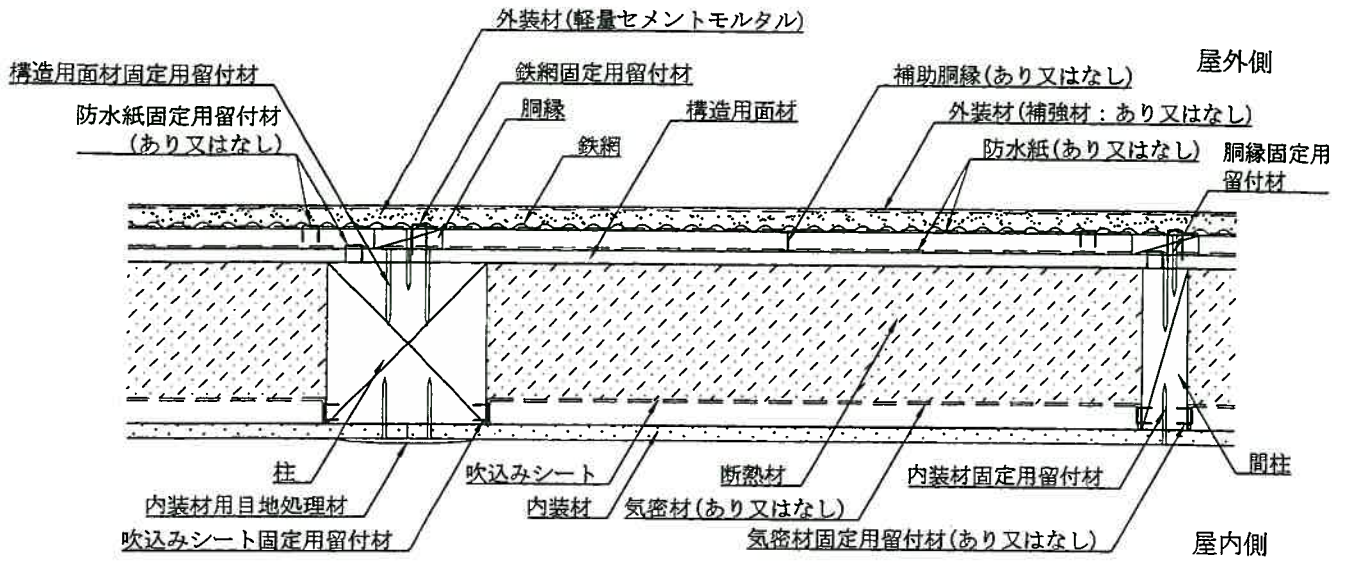 外装材(軽量セメントモルタル)
屋外側
構造用面材固定用留付材
鉄網固定用留付材
補助胴縁(あり又はなし)
防水紙固定用留付材
(あり又はなし)
胴縁
構造用面材
外装材(補強材：あり又はなし)
鉄網
防水紙(あり又はなし)
胴縁固定用
留付材
柱
吹込みシート
断熱材
内装材固定用留付材
間柱
内装材用目地処理材
内装材
気密材(あり又はなし)
吹込みシート固定用留付材
気密材固定用留付材(あり又はなし)
屋内側